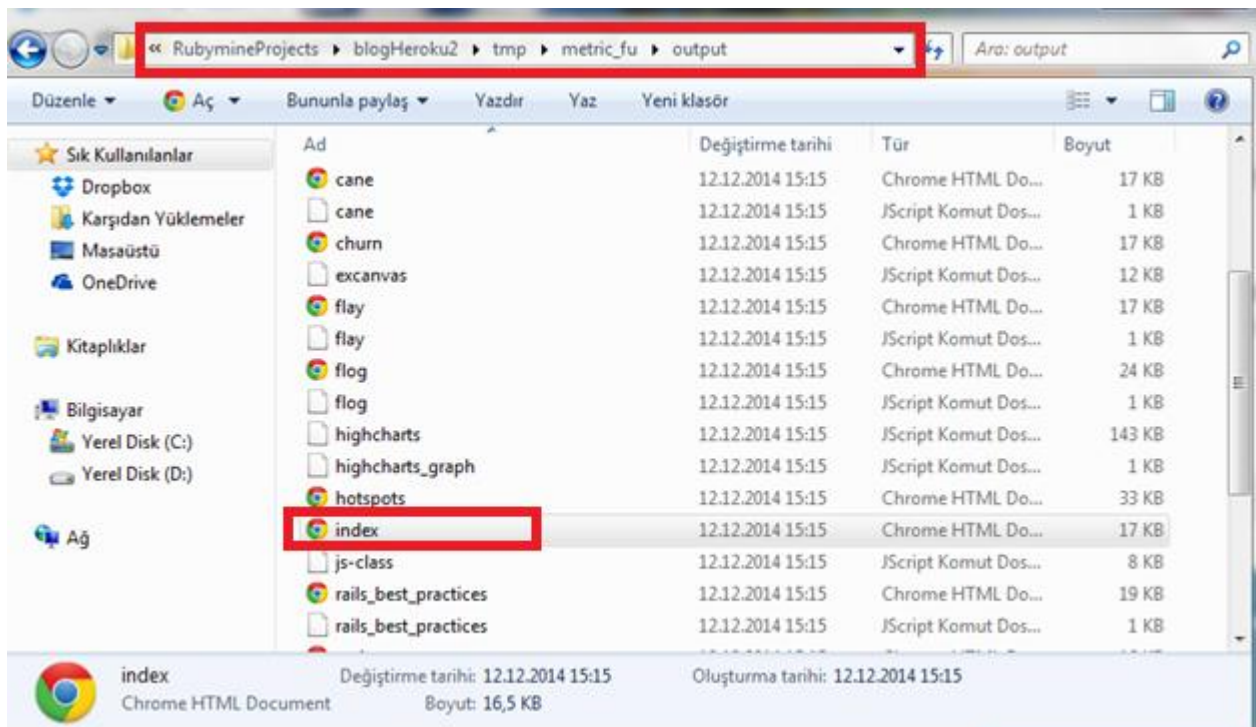 « RubymineProjects ▸ blogHeroku2 ▸ tmp ▸ metric_fu ▸ output
Ara: output
Düzenle Aç Bununla paylaş Yazdır Yaz Yeni klasör
Sık Kullanılanlar
Dropbox
Karşıdan Yüklemeler
Masaüstü
OneDrive
Kitaplıklar
Bilgisayar
Yerel Disk (C:)
Yerel Disk (D:)
Ağ
Ad Değiştirme tarihi Tür Boyut
cane 12.12.2014 15:15 Chrome HTML Do... 17 KB
cane 12.12.2014 15:15 JScript Komut Dos... 1 KB
churn 12.12.2014 15:15 Chrome HTML Do... 17 KB
excanvas 12.12.2014 15:15 JScript Komut Dos... 12 KB
flay 12.12.2014 15:15 Chrome HTML Do... 17 KB
flay 12.12.2014 15:15 JScript Komut Dos... 1 KB
flog 12.12.2014 15:15 Chrome HTML Do... 24 KB
flog 12.12.2014 15:15 JScript Komut Dos... 1 KB
highcharts 12.12.2014 15:15 JScript Komut Dos... 143 KB
highcharts_graph 12.12.2014 15:15 JScript Komut Dos... 1 KB
hotspots 12.12.2014 15:15 Chrome HTML Do... 33 KB
index 12.12.2014 15:15 Chrome HTML Do... 17 KB
js-class 12.12.2014 15:15 JScript Komut Dos... 8 KB
rails_best_practices 12.12.2014 15:15 Chrome HTML Do... 19 KB
rails_best_practices 12.12.2014 15:15 JScript Komut Dos... 1 KB
index Değiştirme tarihi: 12.12.2014 15:15 Oluşturma tarihi: 12.12.2014 15:15
Chrome HTML Document Boyut: 16,5 KB